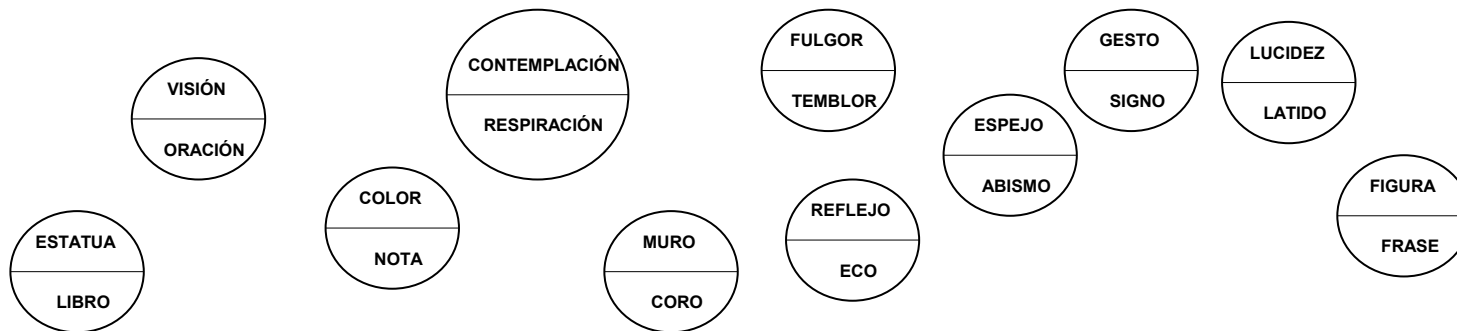 VISIÓN
ORACIÓN
CONTEMPLACIÓN
RESPIRACIÓN
FULGOR
TEMBLOR
GESTO
SIGNO
LUCIDEZ
LATIDO
ESPEJO
ABISMO
COLOR
NOTA
FIGURA
FRASE
REFLEJO
ECO
ESTATUA
LIBRO
MURO
CORO